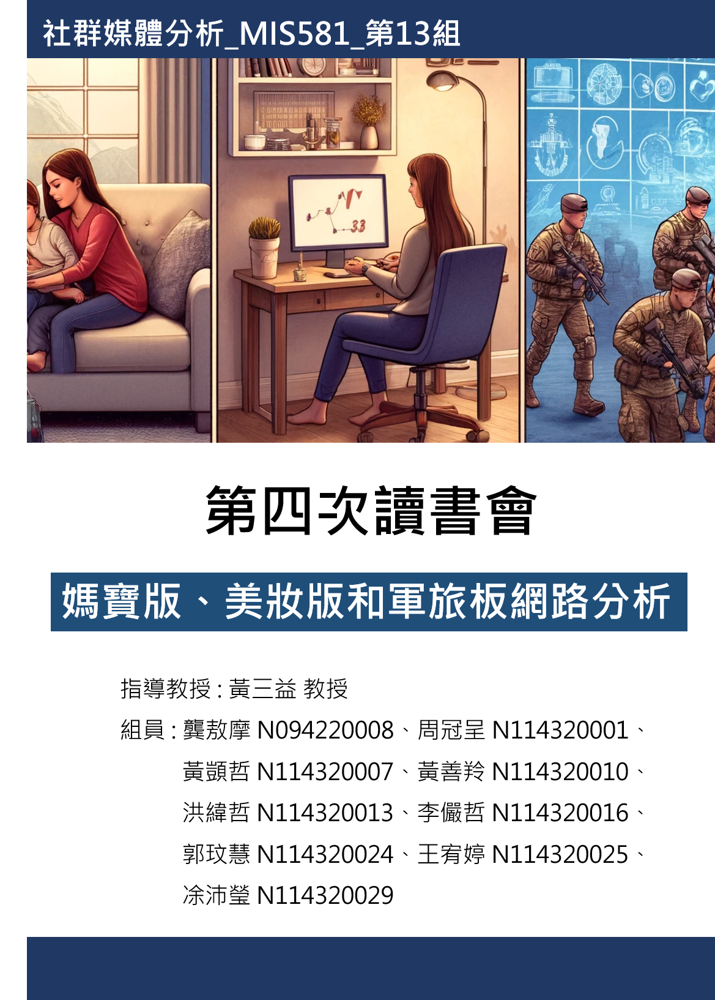 社群媒體分析_MIS581_第13組
33
第四次讀書會
媽寶版、美妝版和軍旅板網路分析
指導教授 : 黃三益 教授
組員 : 龔敖摩 N094220008、周冠呈 N114320001、
黃顗哲 N114320007、黃善羚 N114320010、
洪緯哲 N114320013、李儼哲 N114320016、
郭玟慧 N114320024、王宥婷 N114320025、
凃沛瑩 N114320029